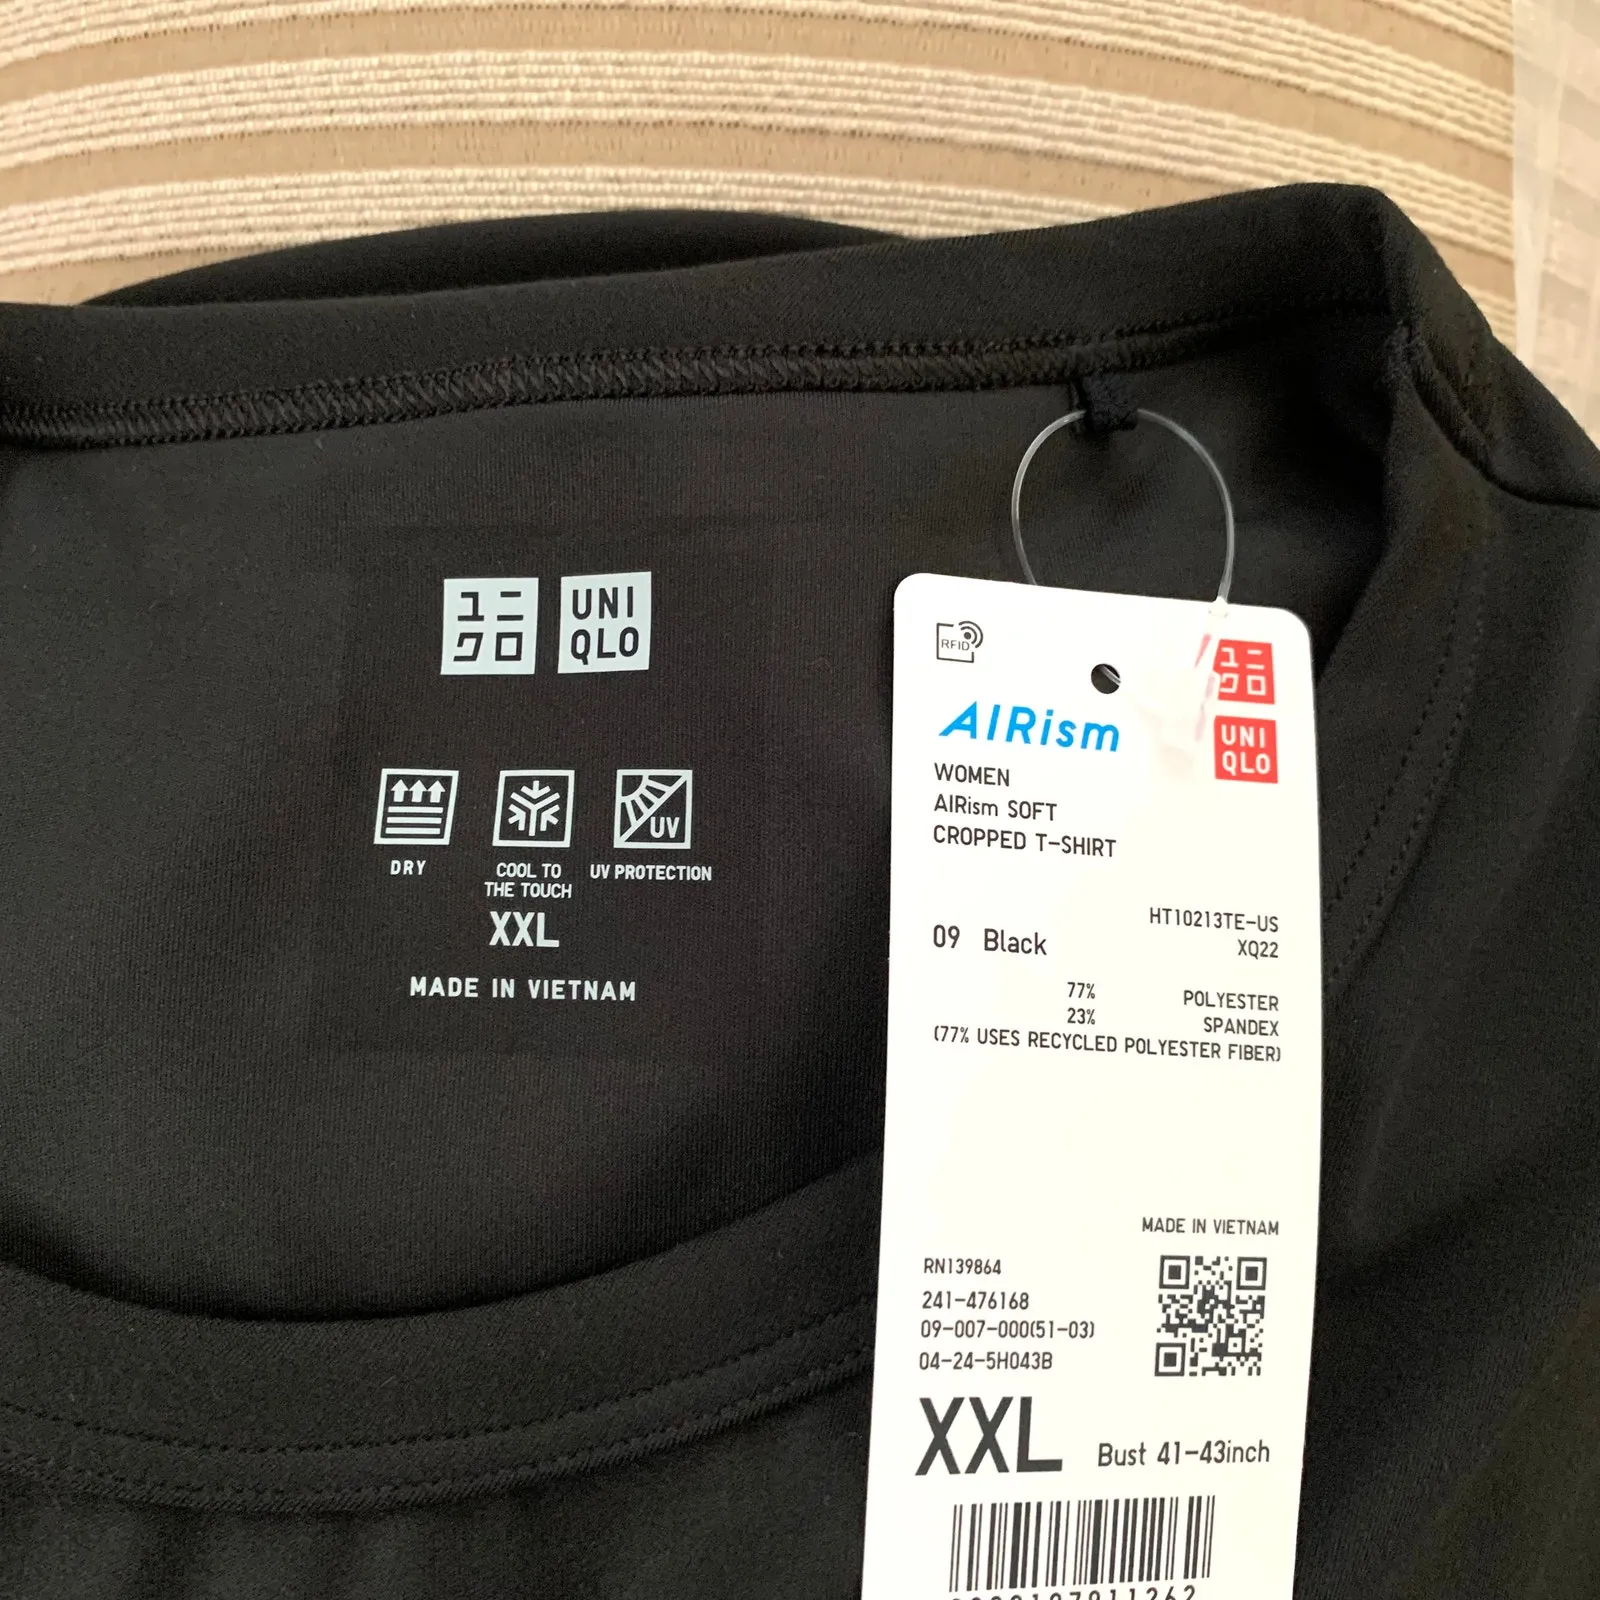 ユニ
クロ
UNI
QLO
DRY
COOL TO
THE TOUCH
UV
UV PROTECTION
XXL
MADE IN VIETNAM
RFID
ユニ
クロ
UNI
QLO
AIRism
WOMEN
AIRism SOFT
CROPPED T-SHIRT
HT10213TE-US
09 Black
XQ22
77% POLYESTER
23% SPANDEX
(77% USES RECYCLED POLYESTER FIBER)
MADE IN VIETNAM
RN139864
241-476168
09-007-000(51-03)
04-24-5H043B
XXL Bust 41-43inch